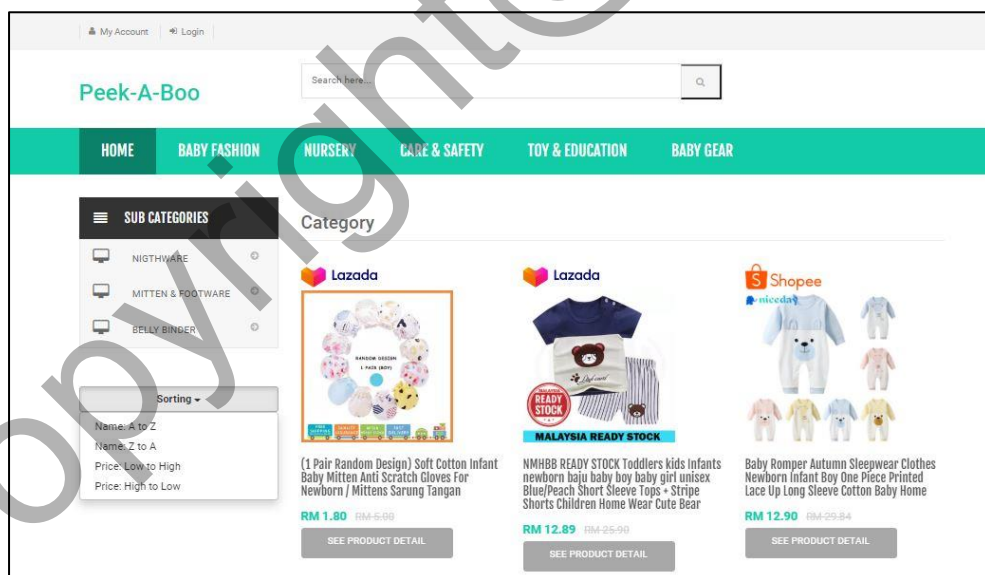 My Account
Login
Peek-A-Boo
Search here...
HOME
BABY FASHION
NURSERY
CARE & SAFETY
TOY & EDUCATION
BABY GEAR
SUB CATEGORIES
NIGTHWARE
MITTEN & FOOTWARE
BELLY BINDER
Sorting
Name: A to Z
Name: Z to A
Price: Low to High
Price: High to Low
Category
Lazada
RANDOM DESIGN
1 PAIR (BOY)
(1 Pair Random Design) Soft Cotton Infant
Baby Mitten Anti Scratch Gloves For
Newborn / Mittens Sarung Tangan
RM 1.80 RM 6.00
SEE PRODUCT DETAIL
Lazada
MALAYSIA
READY
STOCK
MALAYSIA READY STOCK
NMHBB READY STOCK Toddlers kids Infants
newborn baju baby boy baby girl unisex
Blue/Peach Short Sleeve Tops + Stripe
Shorts Children Home Wear Cute Bear
RM 12.89 RM 25.90
SEE PRODUCT DETAIL
Shopee
niceday
Baby Romper Autumn Sleepwear Clothes
Newborn Infant Boy One Piece Printed
Lace Up Long Sleeve Cotton Baby Home
RM 12.90 RM 29.84
SEE PRODUCT DETAIL
opyright@